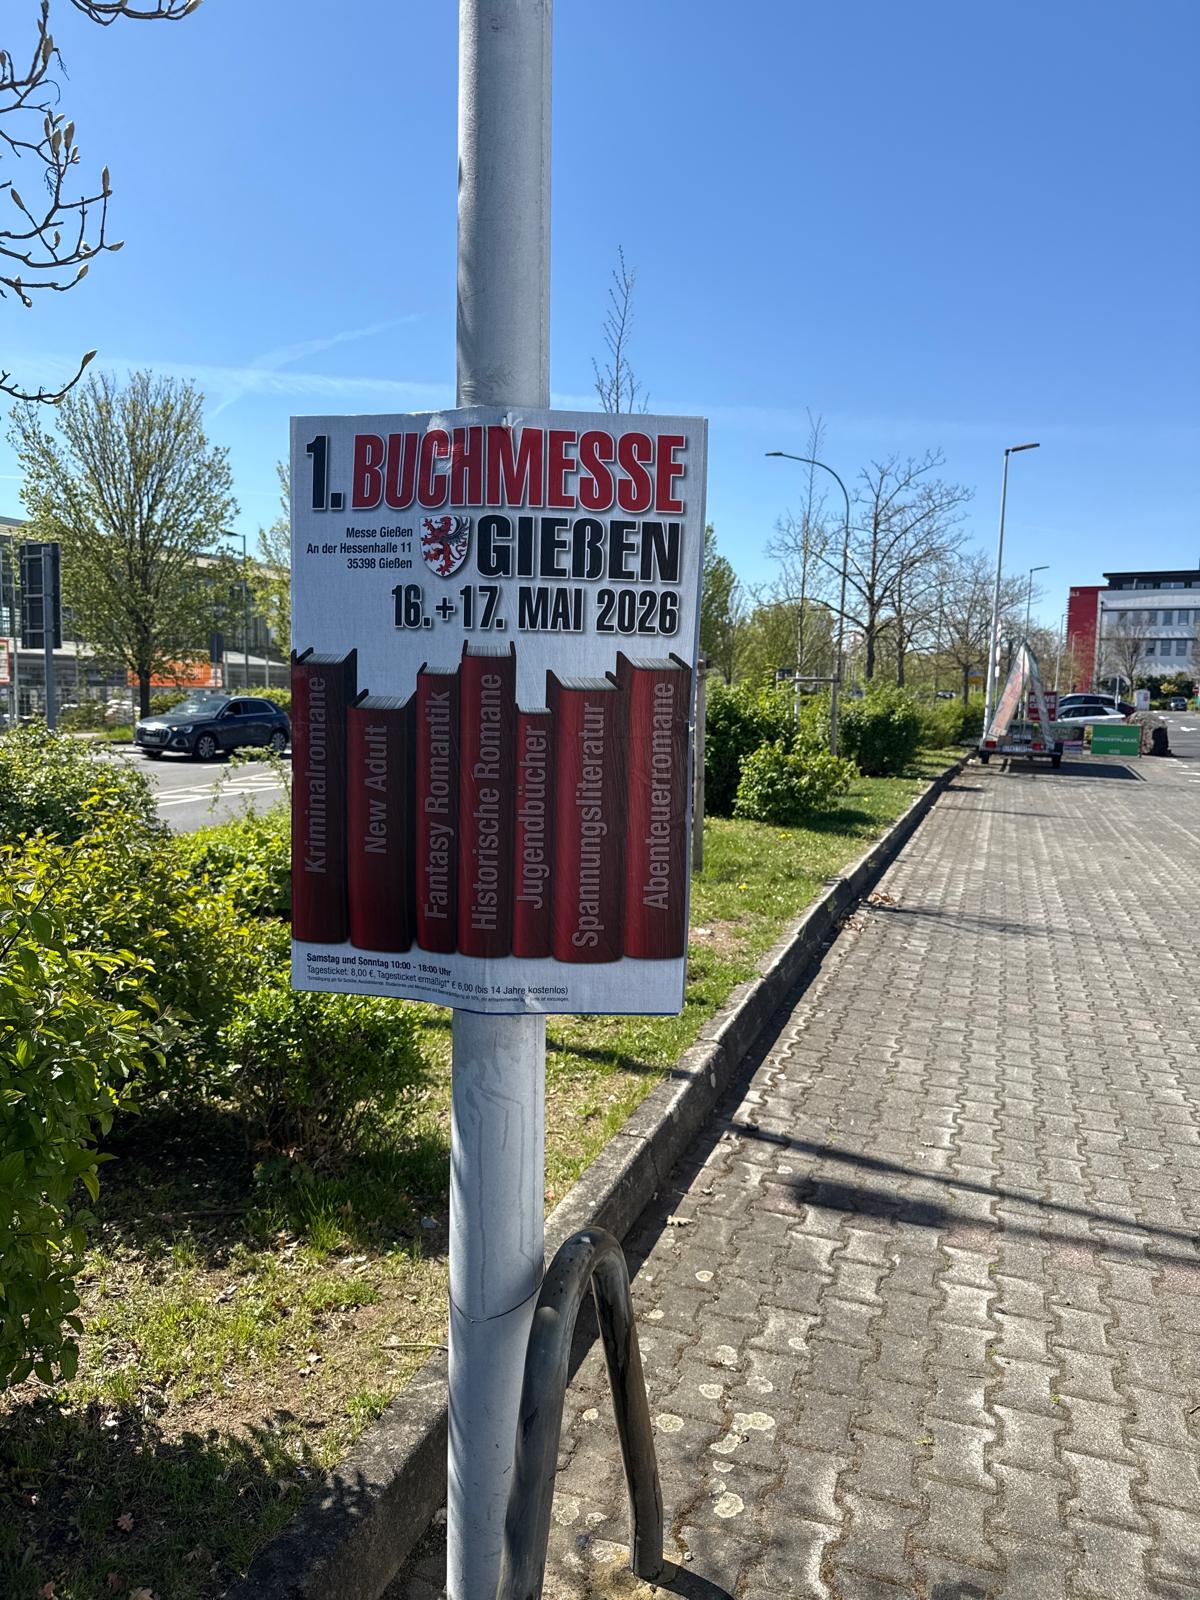 1. BUCHMESSE
Messe Gießen
An der Hessenhalle 11
35398 Gießen
GIEßEN
16.+17. MAI 2026
Kriminalromane
New Adult
Fantasy Romantik
Historische Romane
Jugendbücher
Spannungsliteratur
Abenteuerromane
Samstag und Sonntag 10:00 - 18:00 Uhr
Tagesticket: 8,00 €, Tagesticket ermäßigt* € 6,00 (bis 14 Jahre kostenlos)